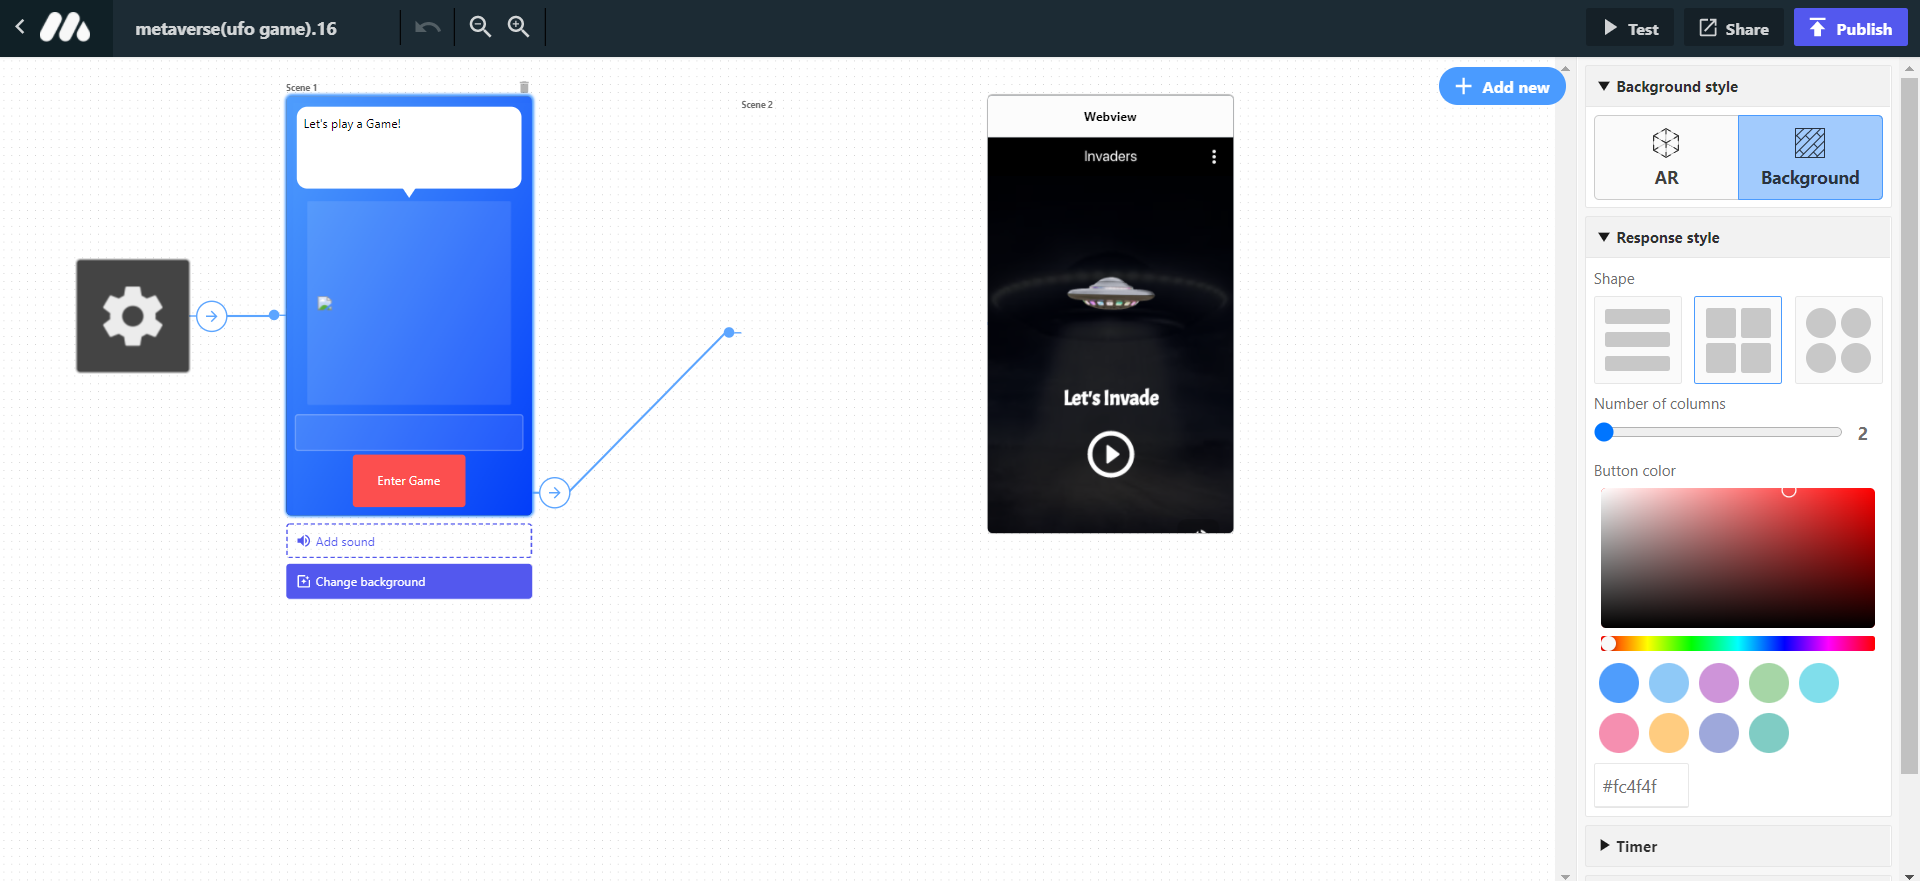 metaverse(ufo game).16
Test
Share
Publish
Scene 1
Let's play a Game!
Enter Game
Add sound
Change background
Scene 2
Webview
Invaders
Let's Invade
Add new
Background style
AR
Background
Response style
Shape
Number of columns
2
Button color
#fc4f4f
Timer